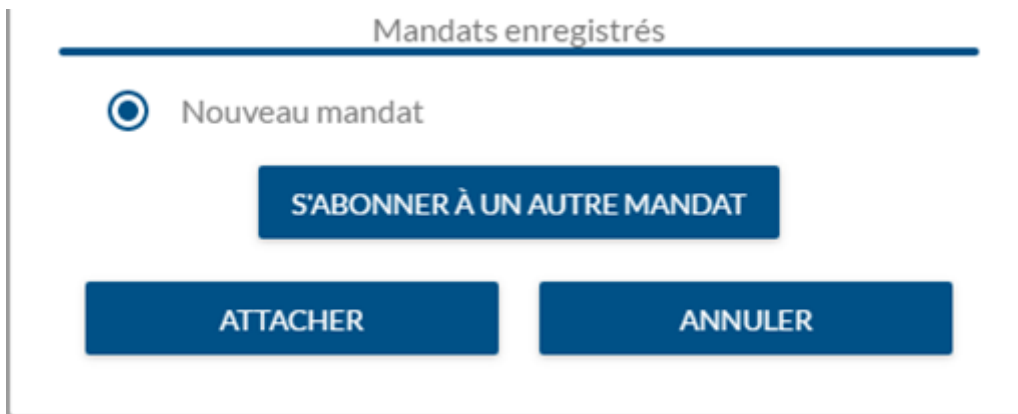 Mandats enregistrés
Nouveau mandat
S'ABONNER À UN AUTRE MANDAT
ATTACHER
ANNULER